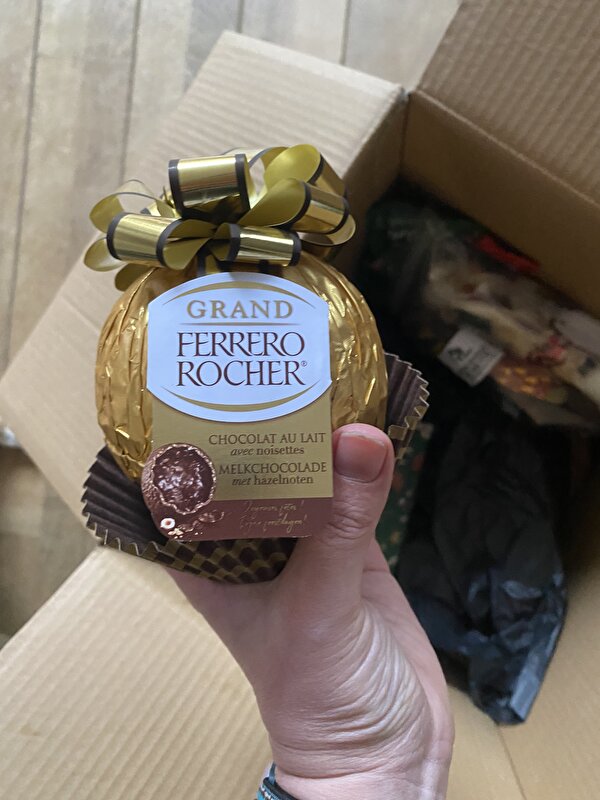 GRAND
FERRERO
ROCHER®
CHOCOLAT AU LAIT
avec noisettes
MELKCHOCOLADE
met hazelnoten